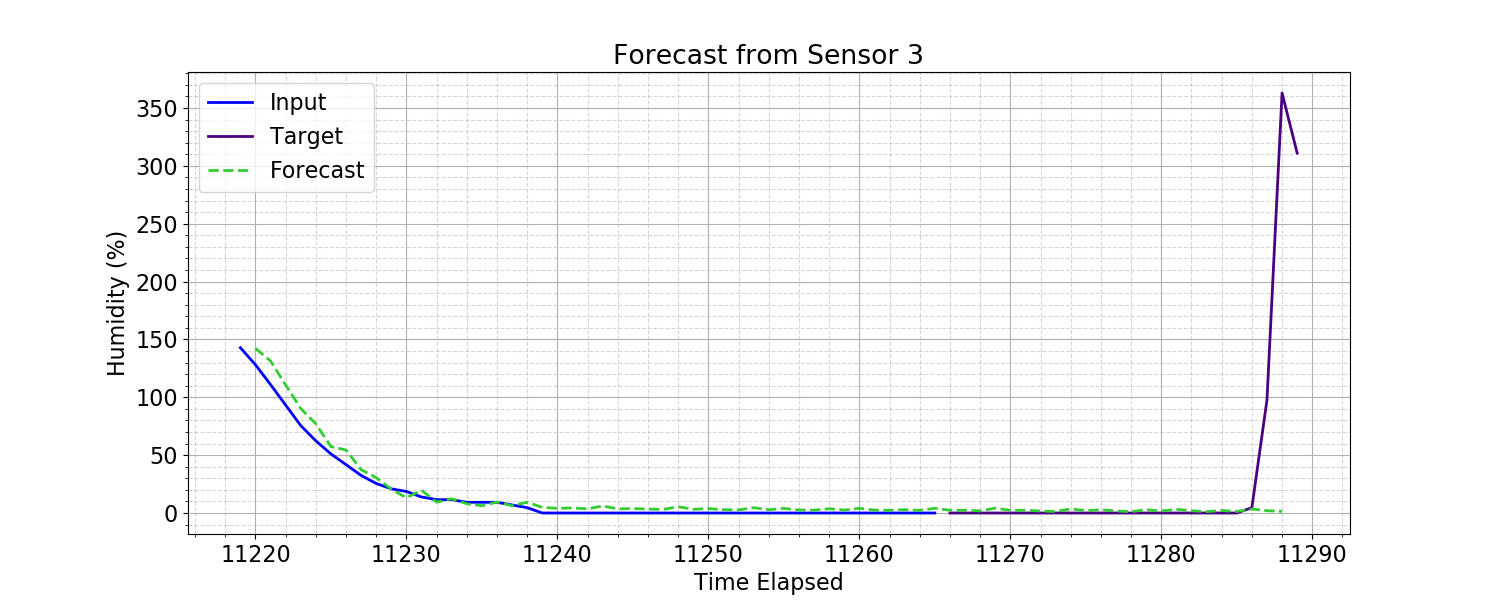 Forecast from Sensor 3
Input
Target
Forecast
Humidity (%)
350
300
250
200
150
100
50
0
11220 11230 11240 11250 11260 11270 11280 11290
Time Elapsed